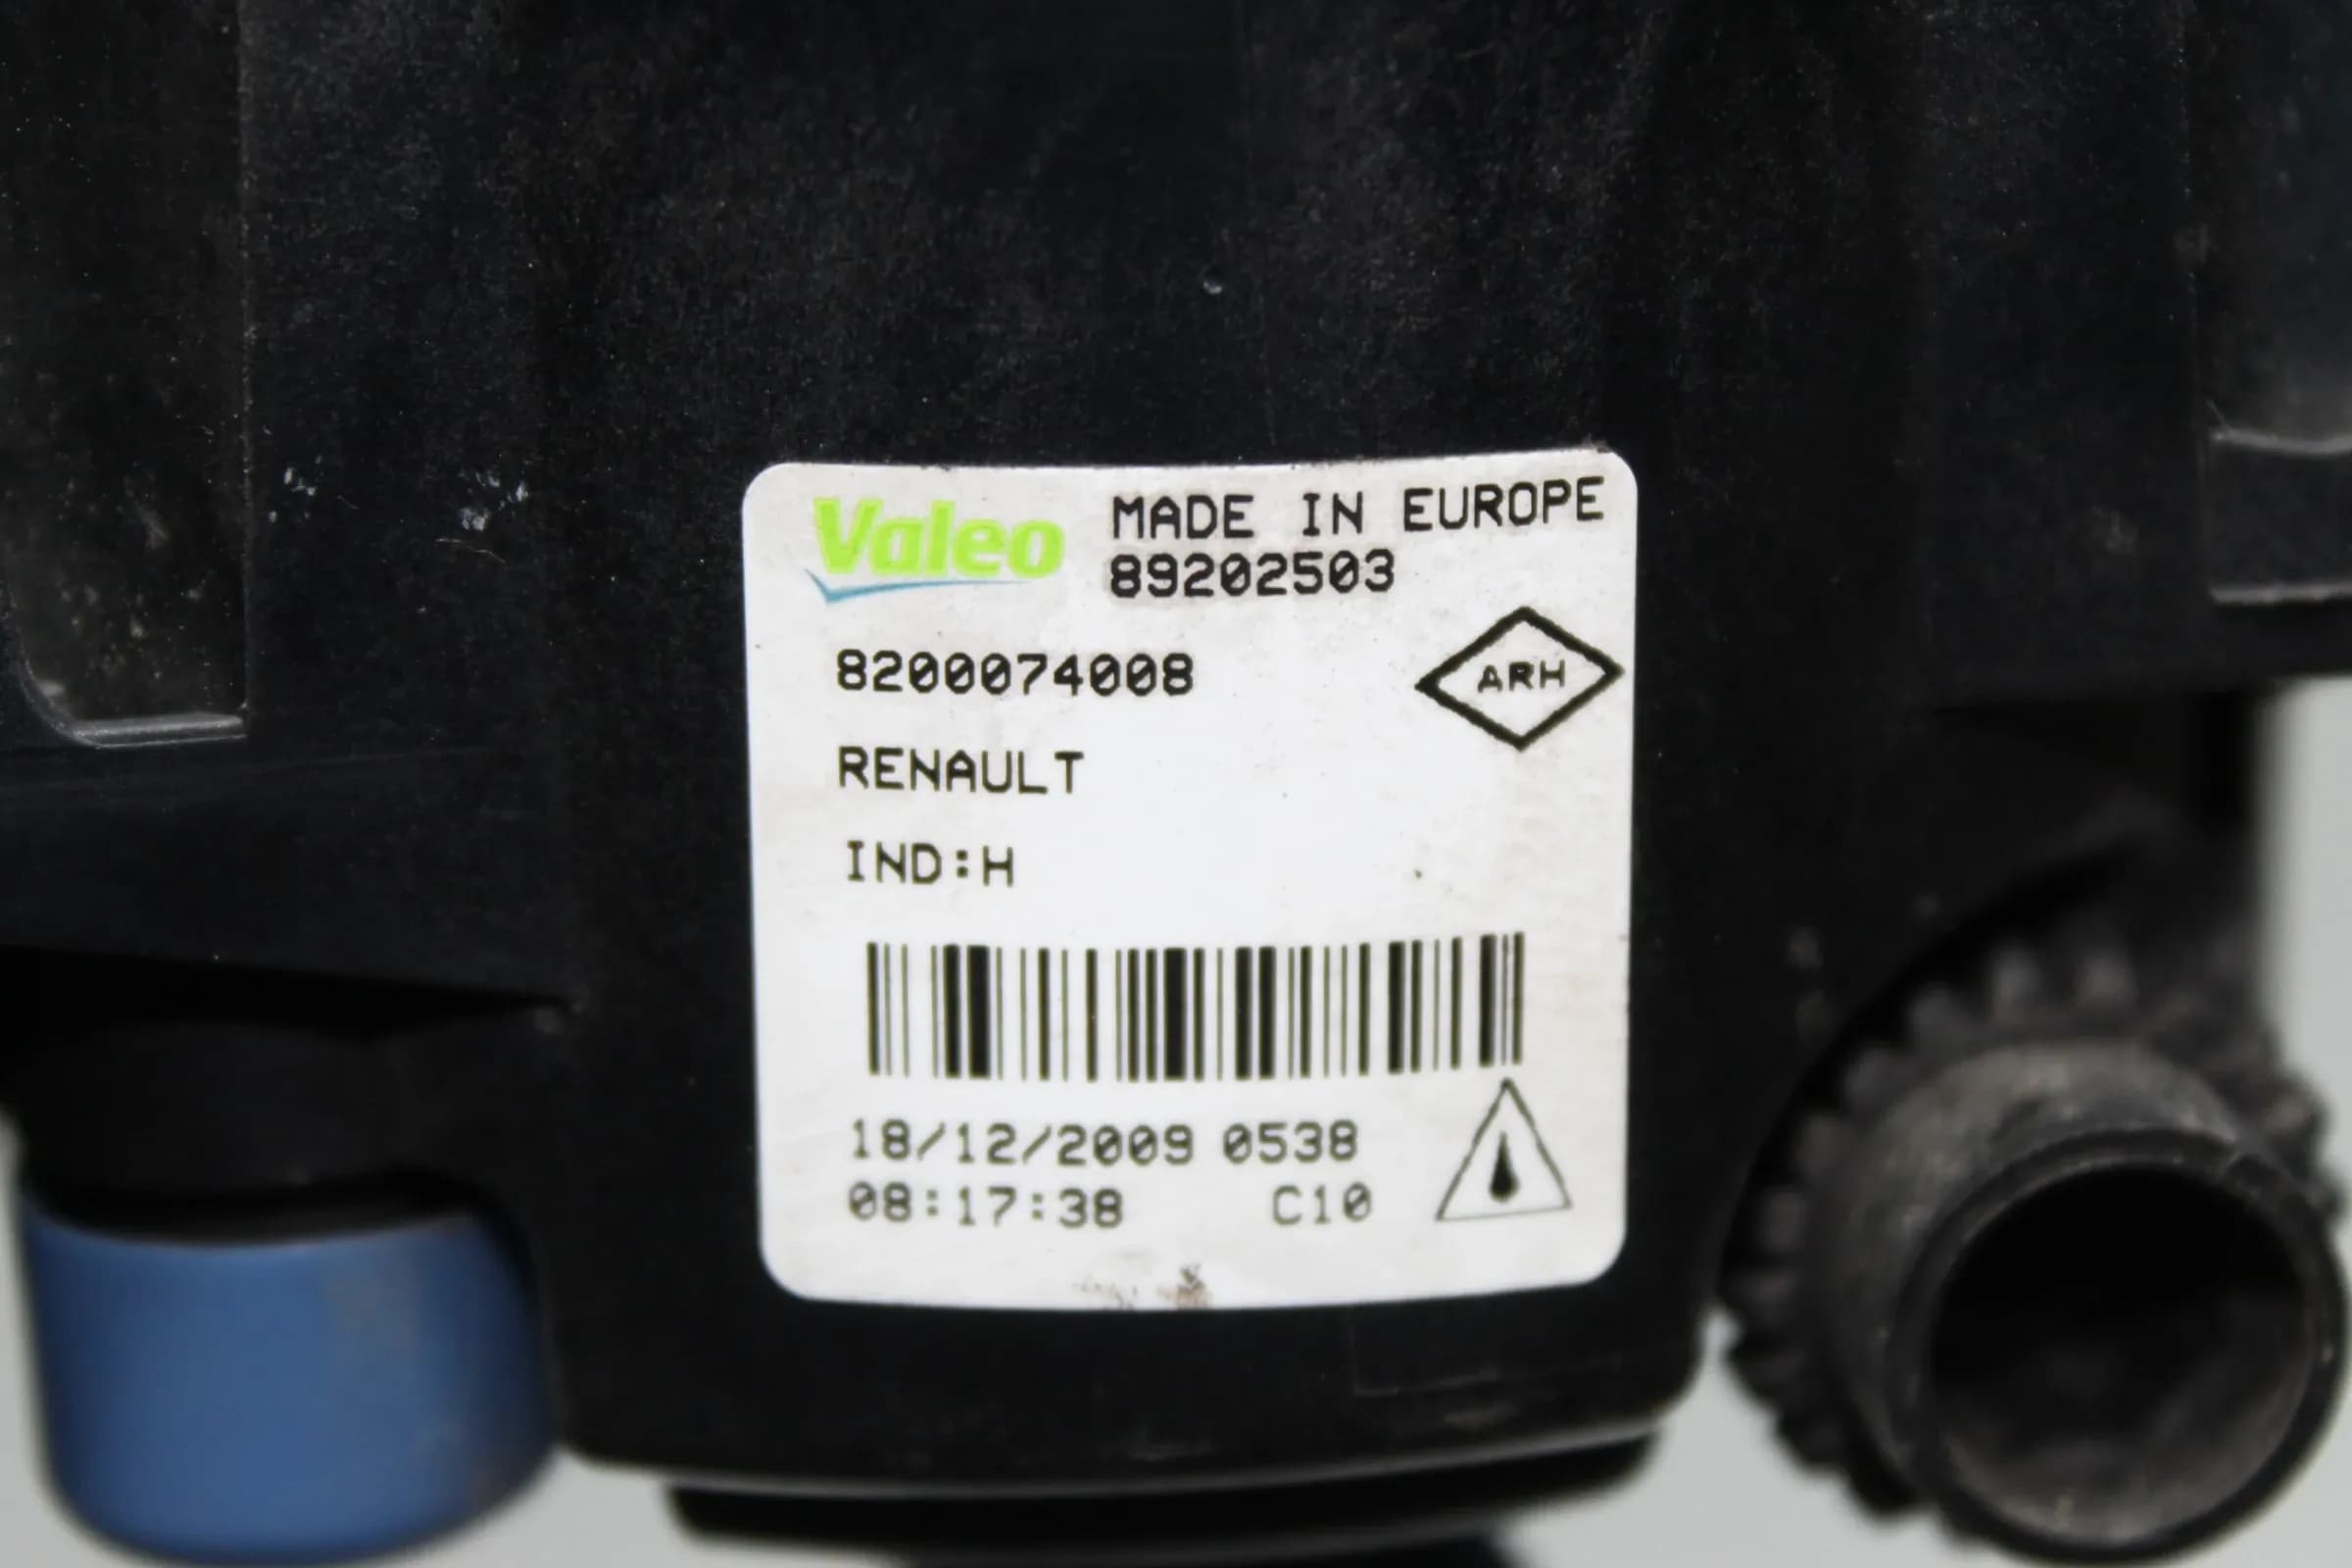 Valeo MADE IN EUROPE
89202503
8200074008
ARH
RENAULT
IND:H
18/12/2009 0538
08:17:38 C10